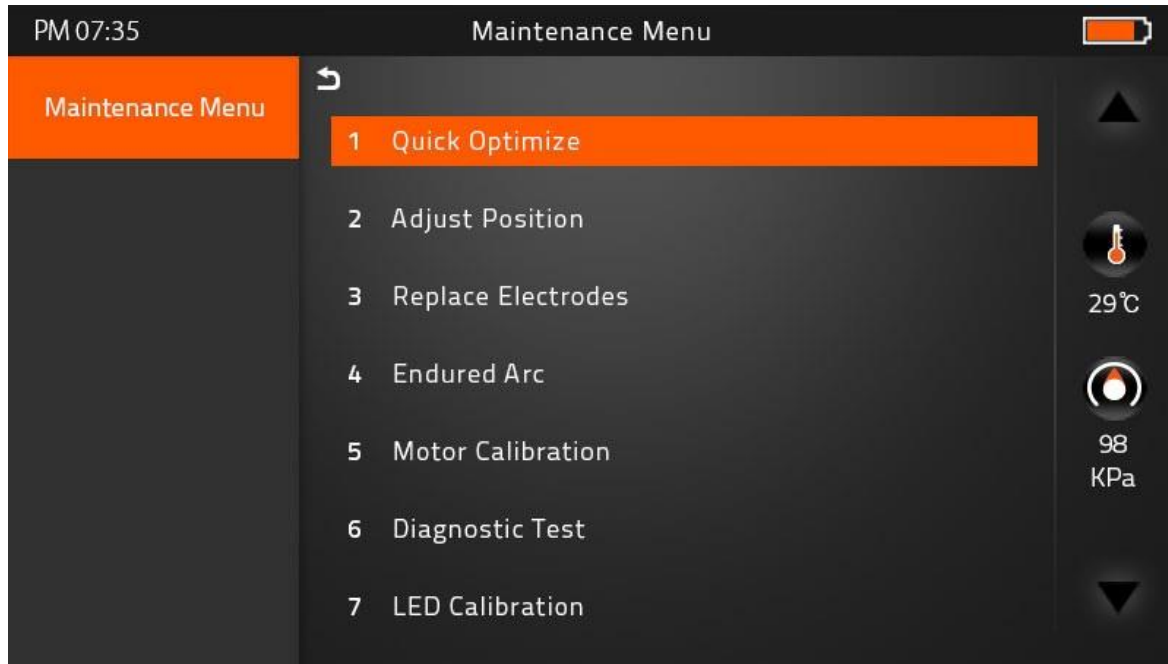 PM 07:35
Maintenance Menu
Maintenance Menu
1 Quick Optimize
2 Adjust Position
3 Replace Electrodes
4 Endured Arc
5 Motor Calibration
6 Diagnostic Test
7 LED Calibration
29℃
98
KPa